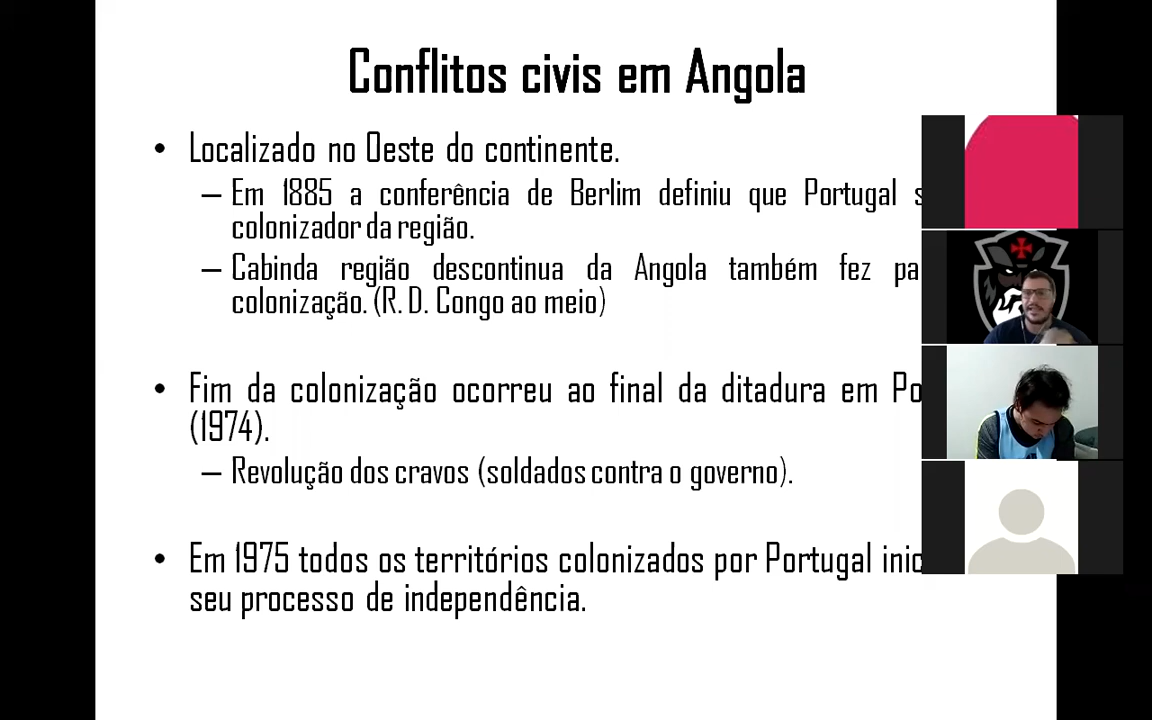 Conflitos civis em Angola
• Localizado no Oeste do continente.
– Em 1885 a conferência de Berlim definiu que Portugal
colonizador da região.
– Cabinda região descontinua da Angola também fez
colonização. (R. D. Congo ao meio)
• Fim da colonização ocorreu ao final da ditadura em
(1974).
– Revolução dos cravos (soldados contra o governo).
• Em 1975 todos os territórios colonizados por Portugal
seu processo de independência.